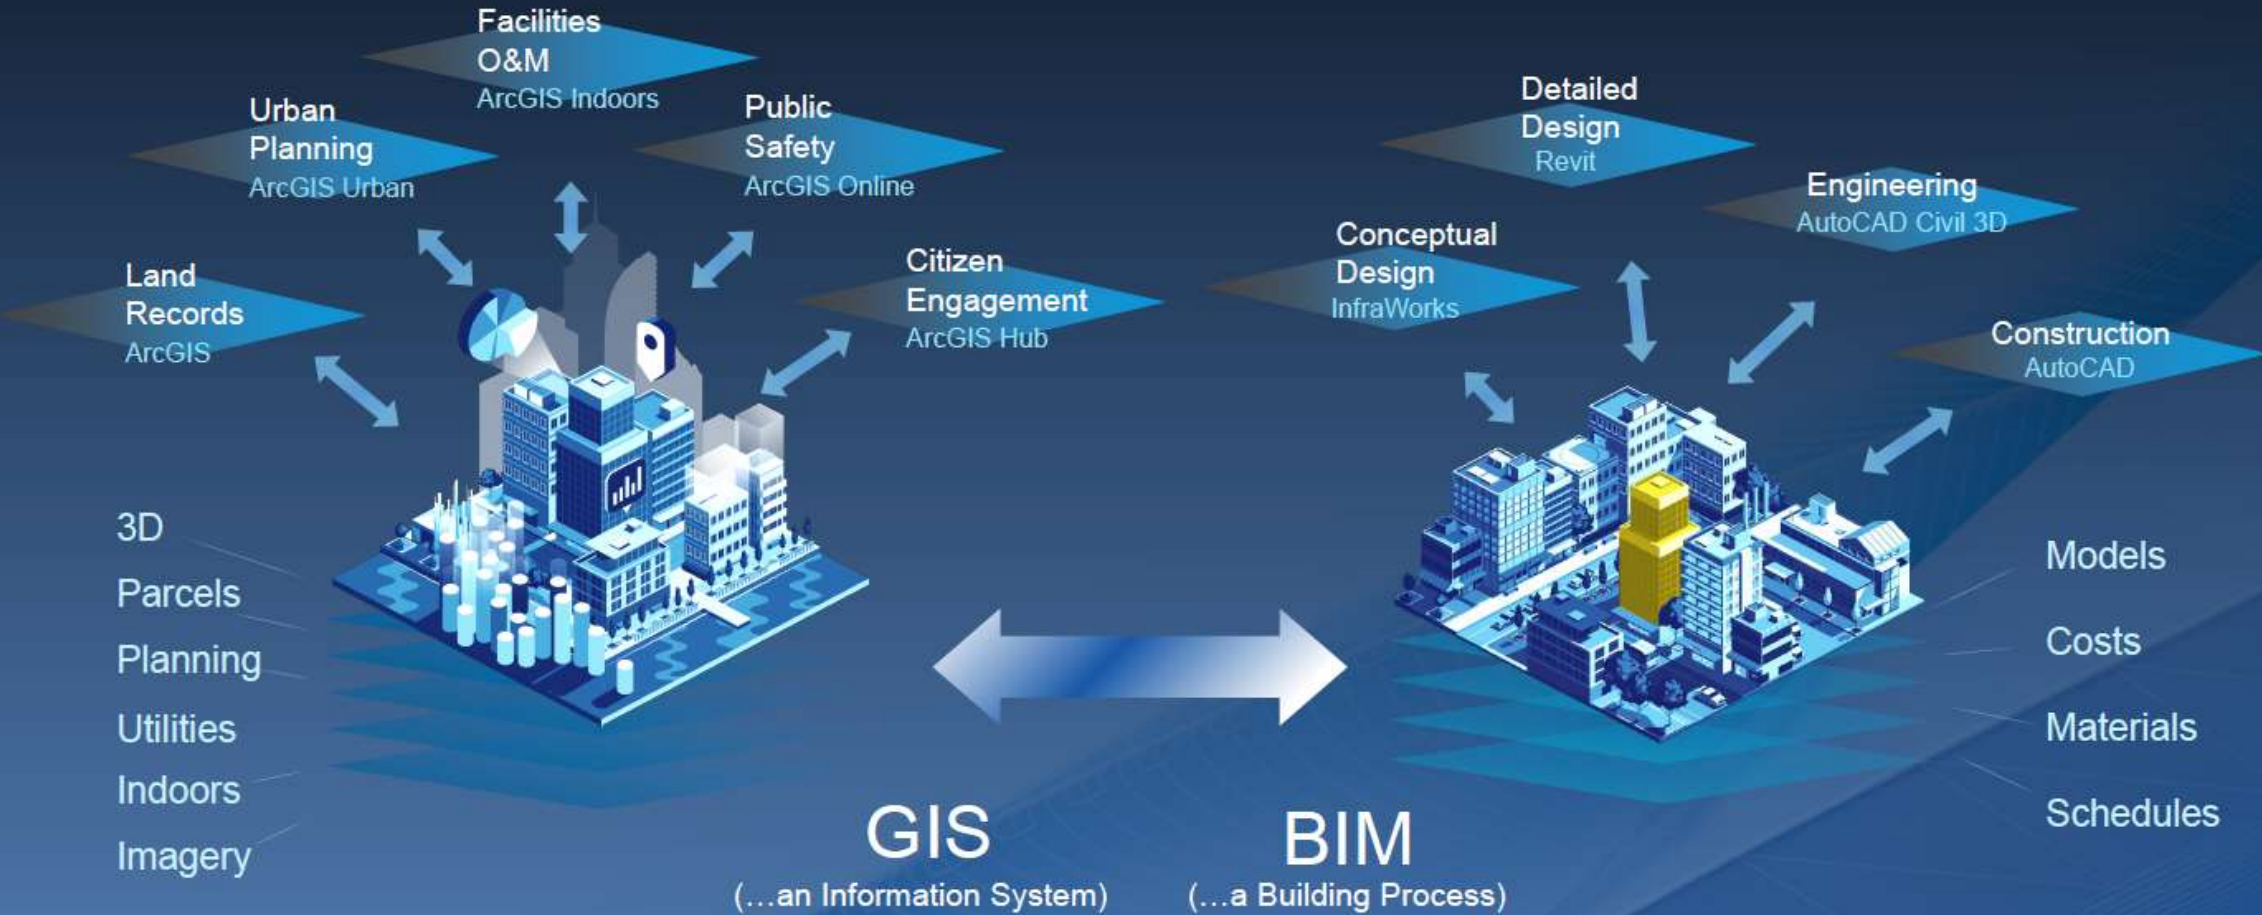 Facilities
O&M
ArcGIS Indoors
Urban
Planning
ArcGIS Urban
Public
Safety
ArcGIS Online
Land
Records
ArcGIS
Citizen
Engagement
ArcGIS Hub
Detailed
Design
Revit
Engineering
AutoCAD Civil 3D
Conceptual
Design
InfraWorks
Construction
AutoCAD
3D
Parcels
Planning
Utilities
Indoors
Imagery
Models
Costs
Materials
Schedules
GIS
(...an Information System)
BIM
(...a Building Process)